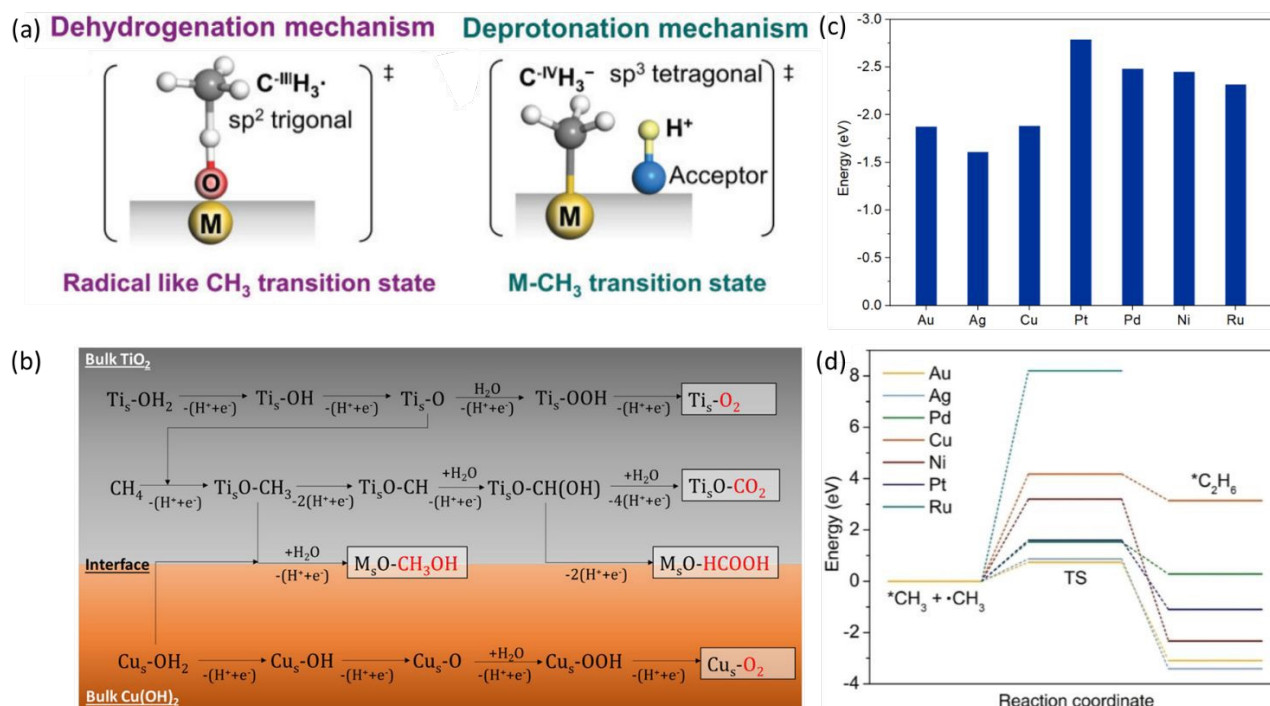 (a)
Dehydrogenation mechanism
C⁻ᴵᴵᴵH₃·
sp² trigonal
‡
O
M
Radical like CH₃ transition state
Deprotonation mechanism
C⁻ᴵⱽH₃⁻ sp³ tetragonal
‡
H⁺
Acceptor
M
M-CH₃ transition state
(b)
Bulk TiO₂
Tiₛ-OH₂ -(H⁺+e⁻) Tiₛ-OH -(H⁺+e⁻) Tiₛ-O H₂O -(H⁺+e⁻) Tiₛ-OOH -(H⁺+e⁻) Tiₛ-O₂
CH₄ -(H⁺+e⁻) TiₛO-CH₃ -2(H⁺+e⁻) TiₛO-CH +H₂O -(H⁺+e⁻) TiₛO-CH(OH) +H₂O -4(H⁺+e⁻) TiₛO-CO₂
Interface
+H₂O -(H⁺+e⁻) MₛO-CH₃OH -2(H⁺+e⁻) MₛO-HCOOH
Cuₛ-OH₂ -(H⁺+e⁻) Cuₛ-OH -(H⁺+e⁻) Cuₛ-O +H₂O -(H⁺+e⁻) Cuₛ-OOH -(H⁺+e⁻) Cuₛ-O₂
Bulk Cu(OH)₂
(c)
Energy (eV)
-3.0
-2.5
-2.0
-1.5
-1.0
-0.5
0.0
Au Ag Cu Pt Pd Ni Ru
(d)
Energy (eV)
8
6
4
2
0
-2
-4
Au
Ag
Pd
Cu
Ni
Pt
Ru
*C₂H₆
*CH₃ + ·CH₃
TS
Reaction coordinate